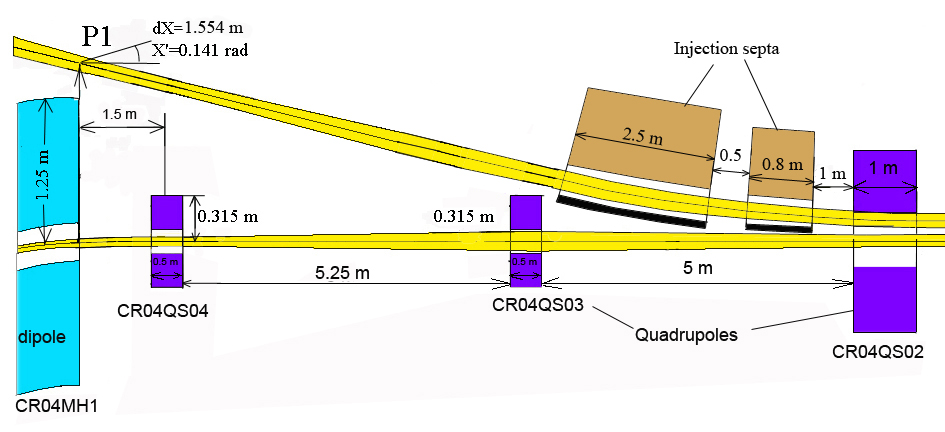 P1
dX=1.554 m
X'=0.141 rad
Injection septa
1.5 m
2.5 m
0.5
0.8 m
1 m
1 m
1.25 m
0.315 m
0.315 m
0.5 m
0.5 m
5.25 m
5 m
CR04QS04
CR04QS03
Quadrupoles
dipole
CR04QS02
CR04MH1